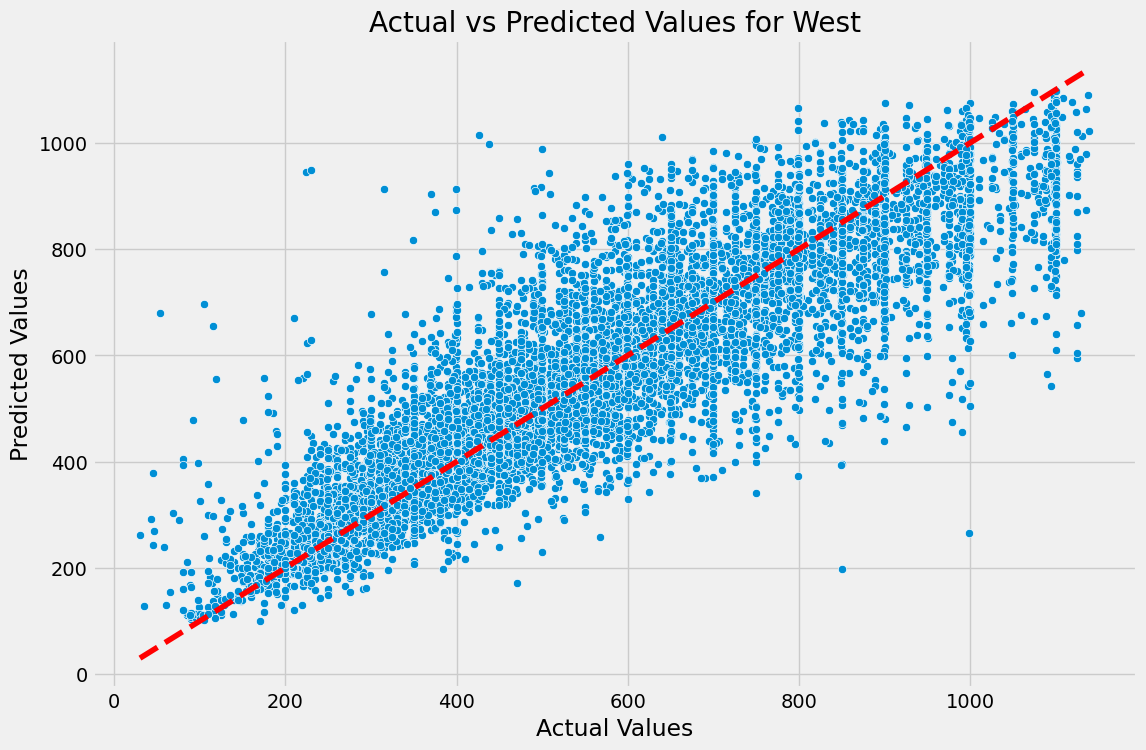 Actual vs Predicted Values for West
Predicted Values
1000
800
600
400
200
0
0 200 400 600 800 1000
Actual Values